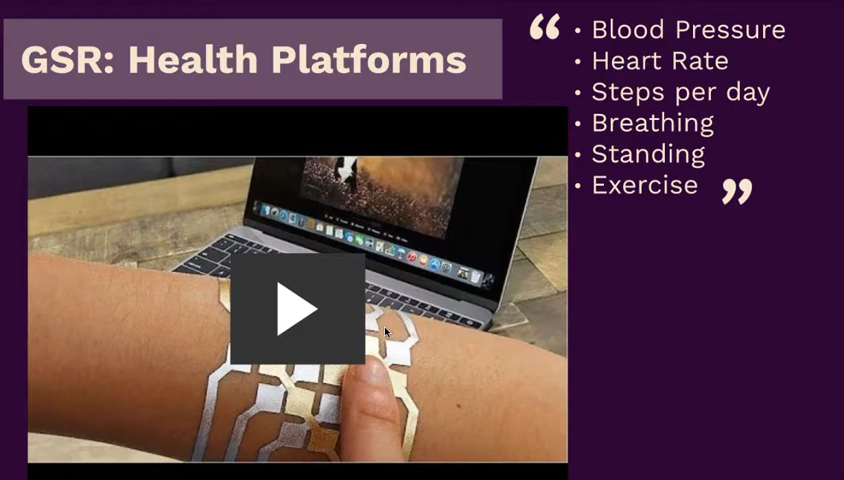 GSR: Health Platforms
“
• Blood Pressure
• Heart Rate
• Steps per day
• Breathing
• Standing
• Exercise ”